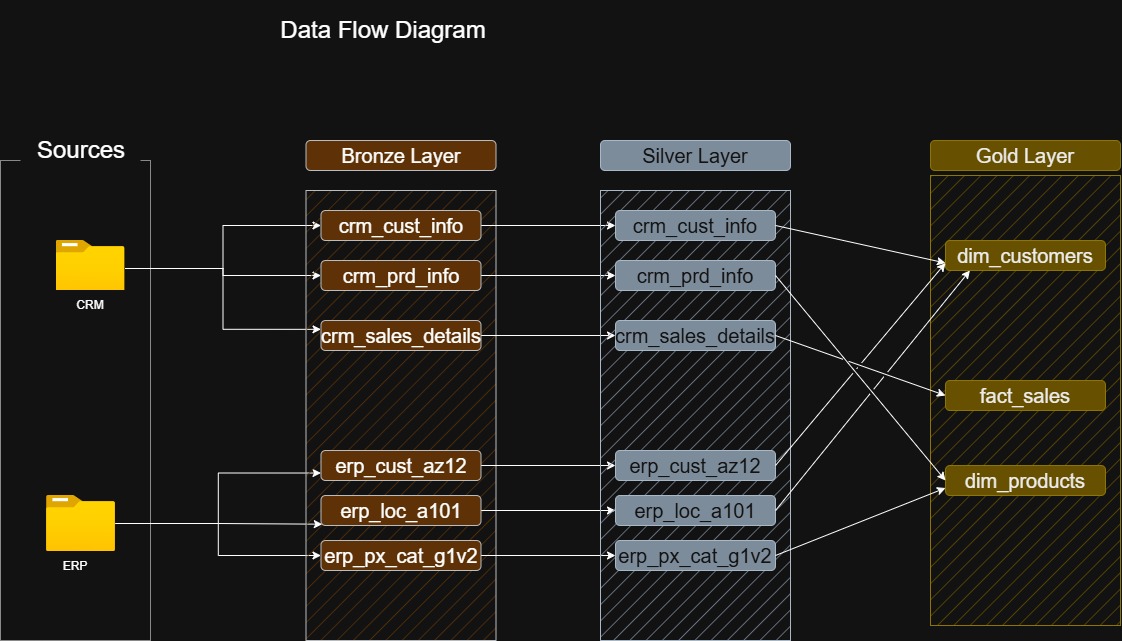 Data Flow Diagram
Sources
CRM
ERP
Bronze Layer
crm_cust_info
crm_prd_info
crm_sales_details
erp_cust_az12
erp_loc_a101
erp_px_cat_g1v2
Silver Layer
crm_cust_info
crm_prd_info
crm_sales_details
erp_cust_az12
erp_loc_a101
erp_px_cat_g1v2
Gold Layer
dim_customers
fact_sales
dim_products